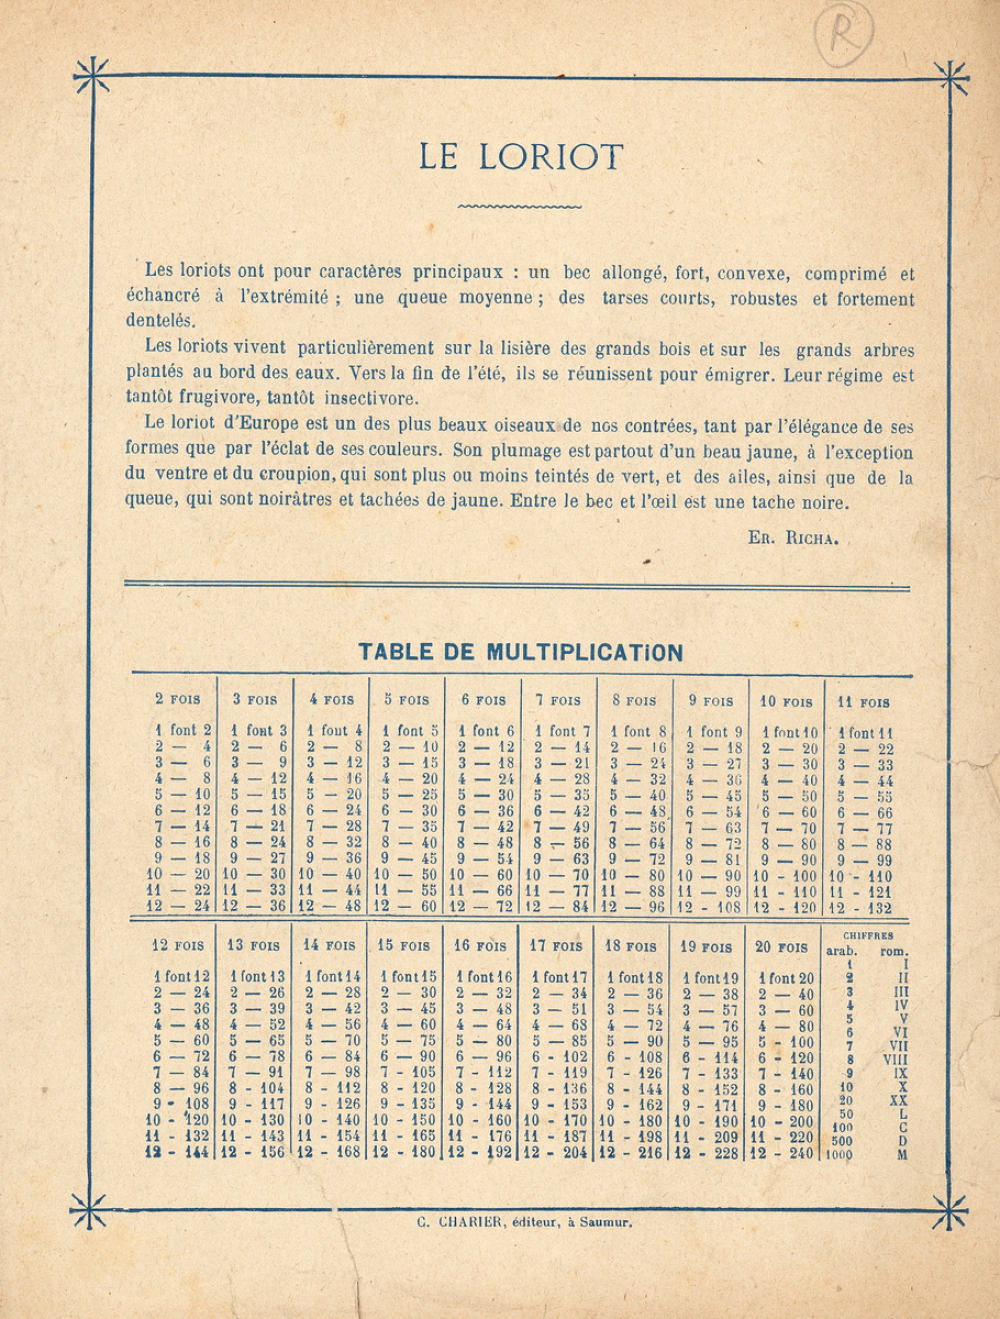 R
LE LORIOT
Les loriots ont pour caractères principaux : un bec allongé, fort, convexe, comprimé et
échancré à l'extrémité ; une queue moyenne ; des tarses courts, robustes et fortement
dentelés.
Les loriots vivent particulièrement sur la lisière des grands bois et sur les grands arbres
plantés au bord des eaux. Vers la fin de l'été, ils se réunissent pour émigrer. Leur régime est
tantôt frugivore, tantôt insectivore.
Le loriot d'Europe est un des plus beaux oiseaux de nos contrées, tant par l'élégance de ses
formes que par l'éclat de ses couleurs. Son plumage est partout d'un beau jaune, à l'exception
du ventre et du croupion, qui sont plus ou moins teintés de vert, et des ailes, ainsi que de la
queue, qui sont noirâtres et tachées de jaune. Entre le bec et l'œil est une tache noire.
ER. RICHA.
TABLE DE MULTIPLICATION
2 FOIS 3 FOIS 4 FOIS 5 FOIS 6 FOIS 7 FOIS 8 FOIS 9 FOIS 10 FOIS 11 FOIS
1 font 2 1 font 3 1 font 4 1 font 5 1 font 6 1 font 7 1 font 8 1 font 9 1 font 10 1 font 11
2 — 4 2 — 6 2 — 8 2 — 10 2 — 12 2 — 14 2 — 16 2 — 18 2 — 20 2 — 22
3 — 6 3 — 9 3 — 12 3 — 15 3 — 18 3 — 21 3 — 24 3 — 27 3 — 30 3 — 33
4 — 8 4 — 12 4 — 16 4 — 20 4 — 24 4 — 28 4 — 32 4 — 36 4 — 40 4 — 44
5 — 10 5 — 15 5 — 20 5 — 25 5 — 30 5 — 35 5 — 40 5 — 45 5 — 50 5 — 55
6 — 12 6 — 18 6 — 24 6 — 30 6 — 36 6 — 42 6 — 48 6 — 54 6 — 60 6 — 66
7 — 14 7 — 21 7 — 28 7 — 35 7 — 42 7 — 49 7 — 56 7 — 63 7 — 70 7 — 77
8 — 16 8 — 24 8 — 32 8 — 40 8 — 48 8 — 56 8 — 64 8 — 72 8 — 80 8 — 88
9 — 18 9 — 27 9 — 36 9 — 45 9 — 54 9 — 63 9 — 72 9 — 81 9 — 90 9 — 99
10 — 20 10 — 30 10 — 40 10 — 50 10 — 60 10 — 70 10 — 80 10 — 90 10 - 100 10 - 110
11 — 22 11 — 33 11 — 44 11 — 55 11 — 66 11 — 77 11 — 88 11 — 99 11 - 110 11 - 121
12 — 24 12 — 36 12 — 48 12 — 60 12 — 72 12 — 84 12 — 96 12 - 108 12 - 120 12 - 132
12 FOIS 13 FOIS 14 FOIS 15 FOIS 16 FOIS 17 FOIS 18 FOIS 19 FOIS 20 FOIS
1 font 12 1 font 13 1 font 14 1 font 15 1 font 16 1 font 17 1 font 18 1 font 19 1 font 20
2 — 24 2 — 26 2 — 28 2 — 30 2 — 32 2 — 34 2 — 36 2 — 38 2 — 40
3 — 36 3 — 39 3 — 42 3 — 45 3 — 48 3 — 51 3 — 54 3 — 57 3 — 60
4 — 48 4 — 52 4 — 56 4 — 60 4 — 64 4 — 68 4 — 72 4 — 76 4 — 80
5 — 60 5 — 65 5 — 70 5 — 75 5 — 80 5 — 85 5 — 90 5 — 95 5 - 100
6 — 72 6 — 78 6 — 84 6 — 90 6 — 96 6 - 102 6 - 108 6 - 114 6 - 120
7 — 84 7 — 91 7 — 98 7 - 105 7 - 112 7 - 119 7 - 126 7 - 133 7 - 140
8 — 96 8 - 104 8 - 112 8 - 120 8 - 128 8 - 136 8 - 144 8 - 152 8 - 160
9 - 108 9 - 117 9 - 126 9 - 135 9 - 144 9 - 153 9 - 162 9 - 171 9 - 180
10 - 120 10 - 130 10 - 140 10 - 150 10 - 160 10 - 170 10 - 180 10 - 190 10 - 200
11 - 132 11 - 143 11 - 154 11 - 165 11 - 176 11 - 187 11 - 198 11 - 209 11 - 220
12 - 144 12 - 156 12 - 168 12 - 180 12 - 192 12 - 204 12 - 216 12 - 228 12 - 240
CHIFFRES
arab. rom.
1 I
2 II
3 III
4 IV
5 V
6 VI
7 VII
8 VIII
9 IX
10 X
20 XX
50 L
100 C
500 D
1000 M
C. CHARIER, éditeur, à Saumur.